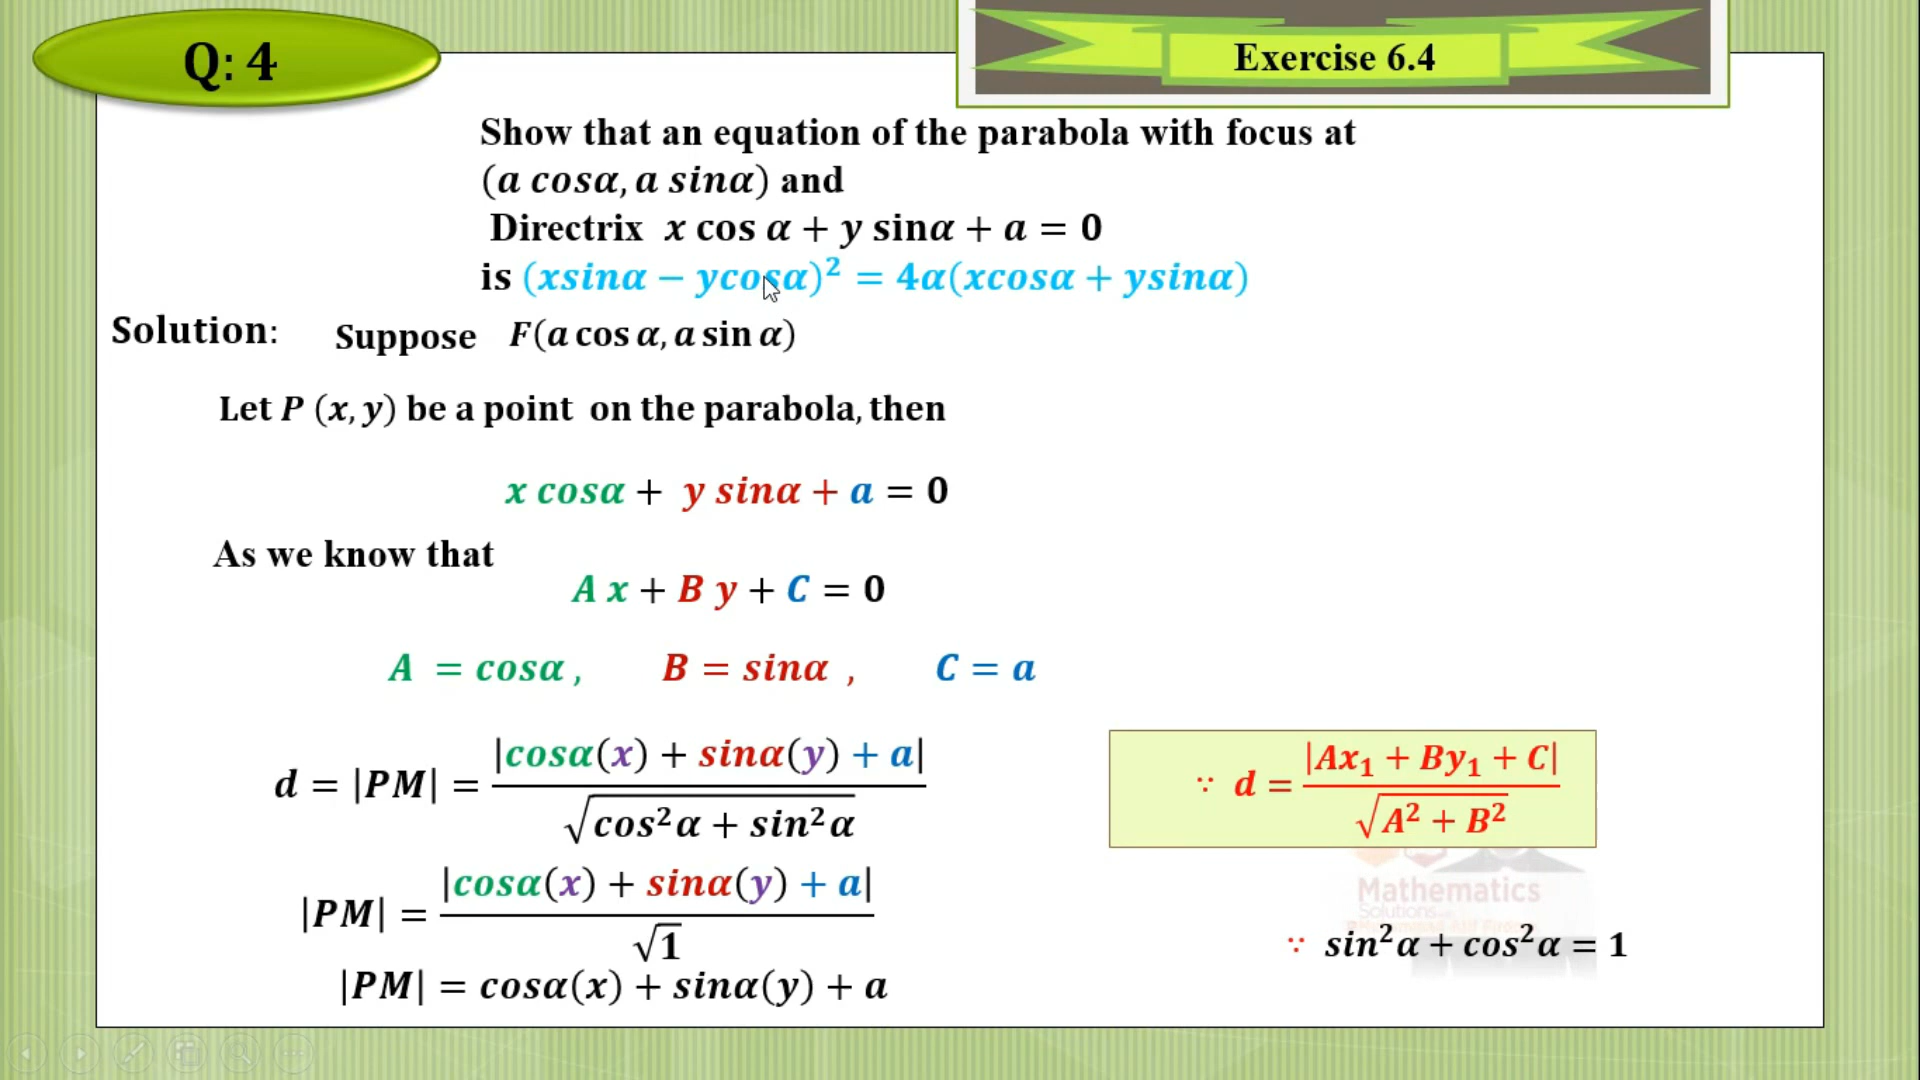 Q: 4
Exercise 6.4
Show that an equation of the parabola with focus at
(a cosα, a sinα) and
Directrix x cos α + y sinα + a = 0
is (xsinα − ycosα)² = 4α(xcosα + ysinα)
Solution: Suppose F(a cos α, a sin α)
Let P (x, y) be a point on the parabola, then
x cosα + y sinα + a = 0
As we know that
A x + B y + C = 0
A = cosα , B = sinα , C = a
d = |PM| = |cosα(x) + sinα(y) + a| / √(cos²α + sin²α)
∵ d = |Ax₁ + By₁ + C| / √(A² + B²)
|PM| = |cosα(x) + sinα(y) + a| / √1
Mathematics
Solutions
∵ sin²α + cos²α = 1
|PM| = cosα(x) + sinα(y) + a